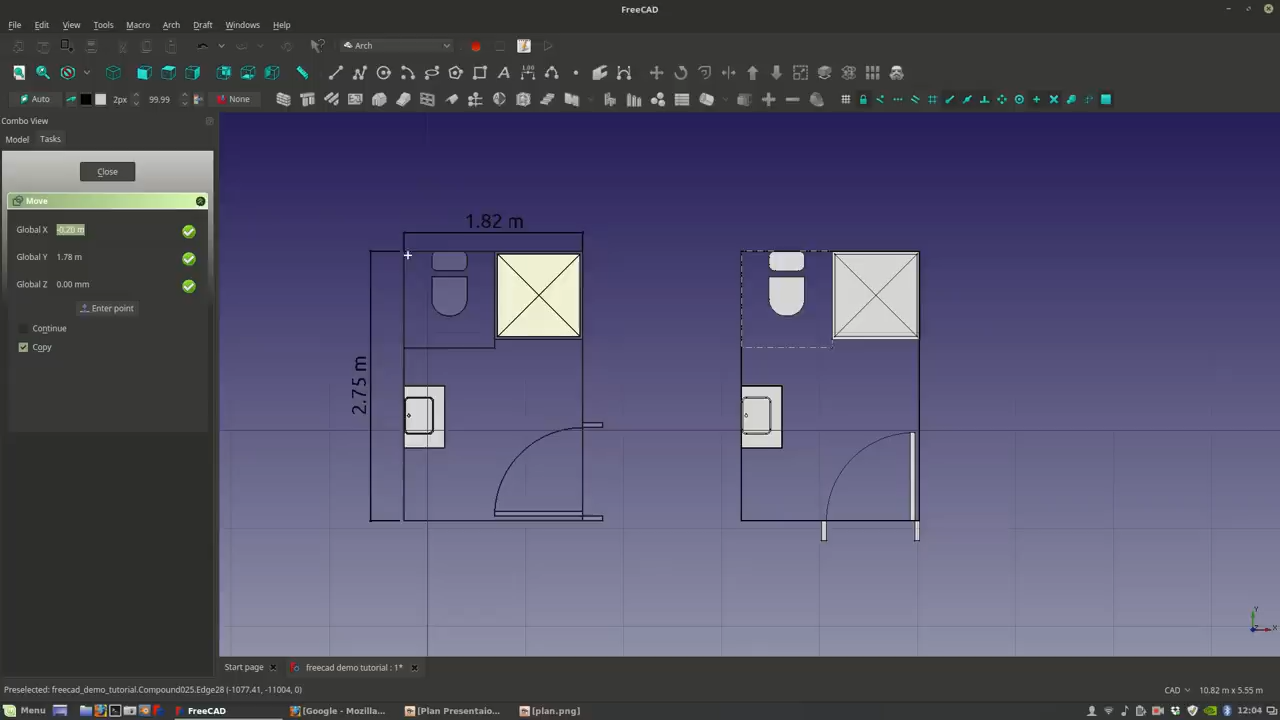 FreeCAD
File Edit View Tools Macro Arch Draft Windows Help
Arch
Auto 2px 99.99 None
Combo View
Model Tasks
Close
Move
Global X -0.20 m
Global Y 1.78 m
Global Z 0.00 mm
Enter point
Continue
Copy
1.82 m
2.75 m
Y
X
Start page freecad demo tutorial : 1*
Preselected: freecad_demo_tutorial.Compound025.Edge28 (-1077.41, -11004, 0)
CAD 10.82 m x 5.55 m
Menu FreeCAD [Google - Mozilla... [Plan Presentaio... [plan.png] 12:04